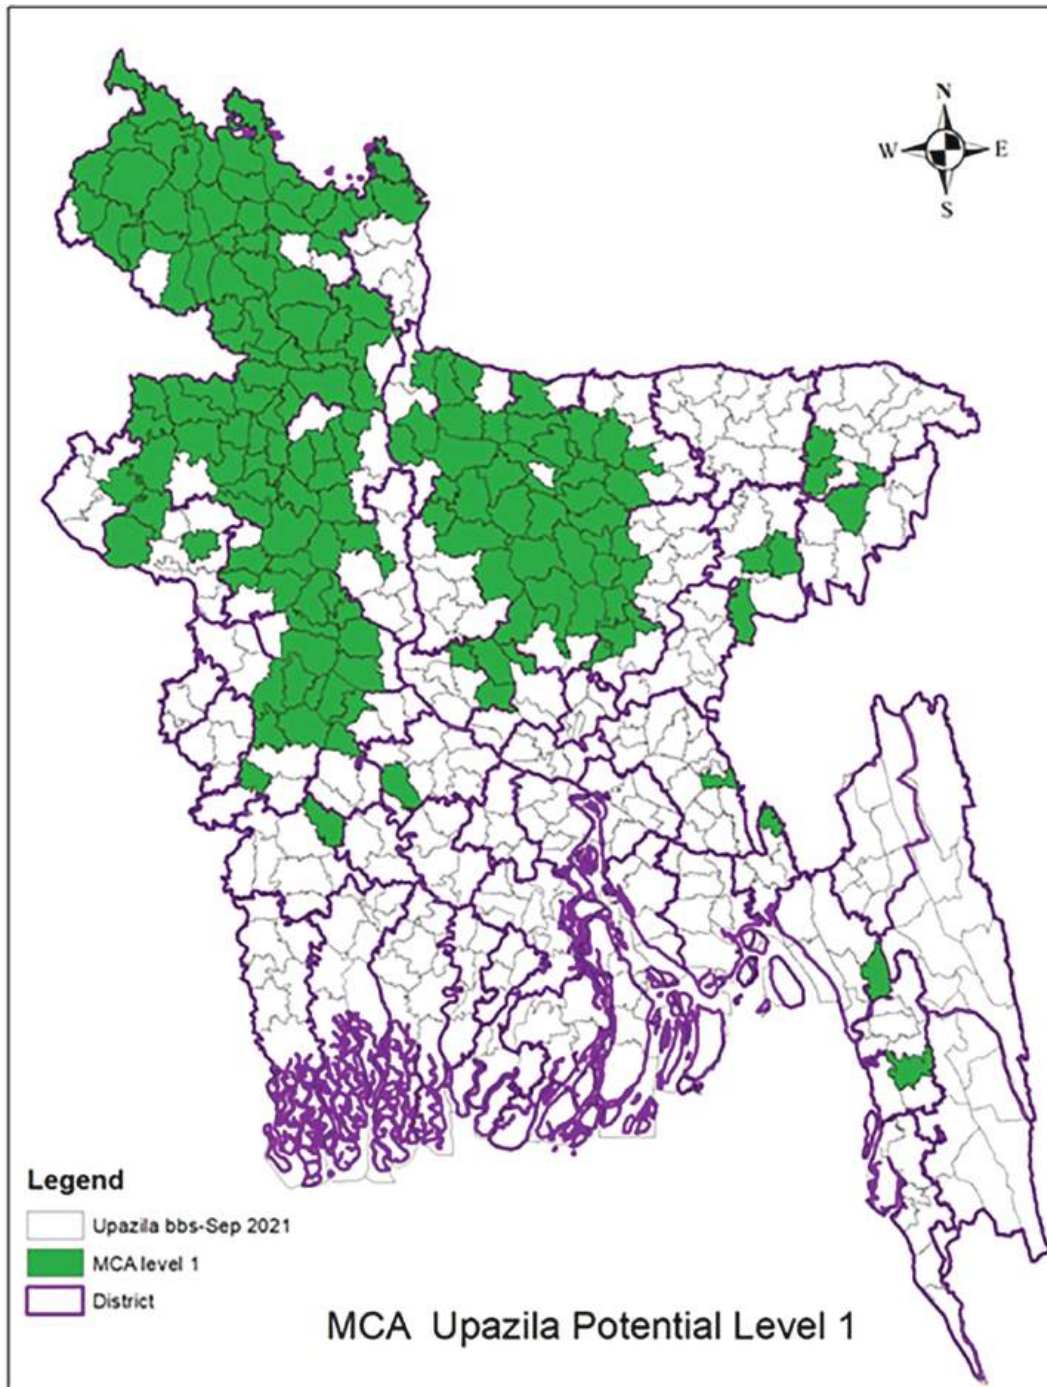 N
W E
S
Legend
Upazila bbs-Sep 2021
MCA level 1
District
MCA Upazila Potential Level 1